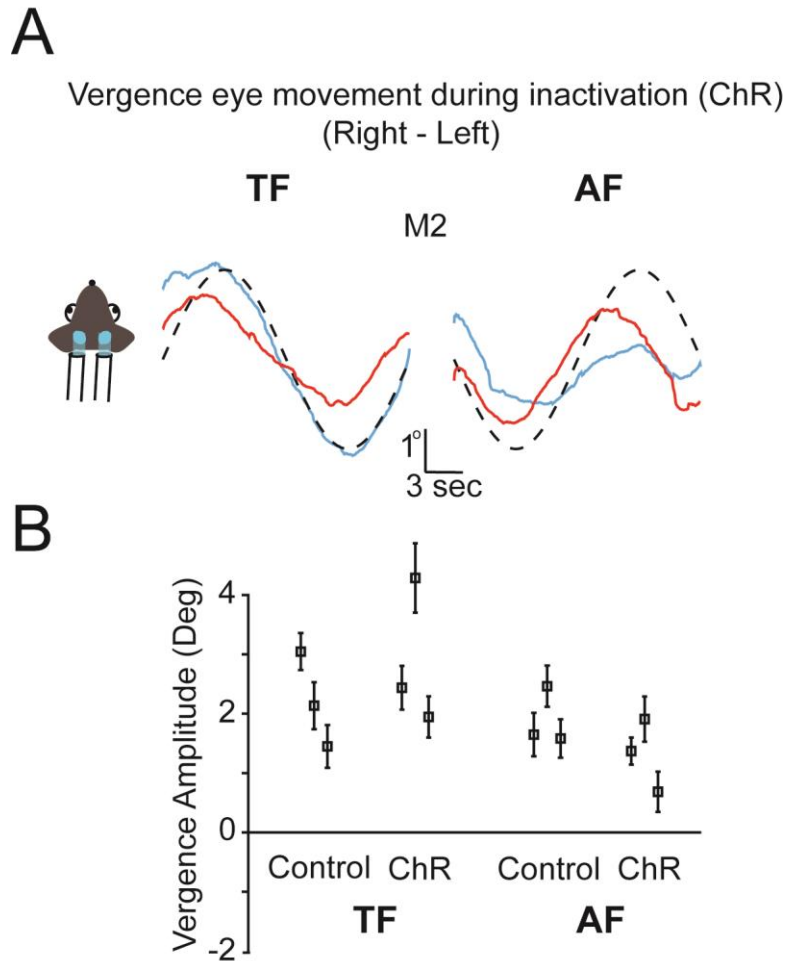 A
Vergence eye movement during inactivation (ChR)
(Right - Left)
TF AF
M2
1°
3 sec
B
Vergence Amplitude (Deg)
4
2
0
-2
Control ChR Control ChR
TF AF